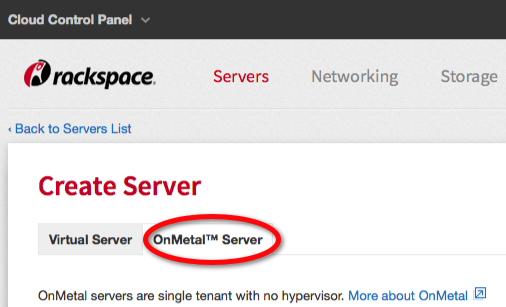 Cloud Control Panel
rackspace. Servers Networking Storage
‹ Back to Servers List
Create Server
Virtual Server OnMetal™ Server
OnMetal servers are single tenant with no hypervisor. More about OnMetal